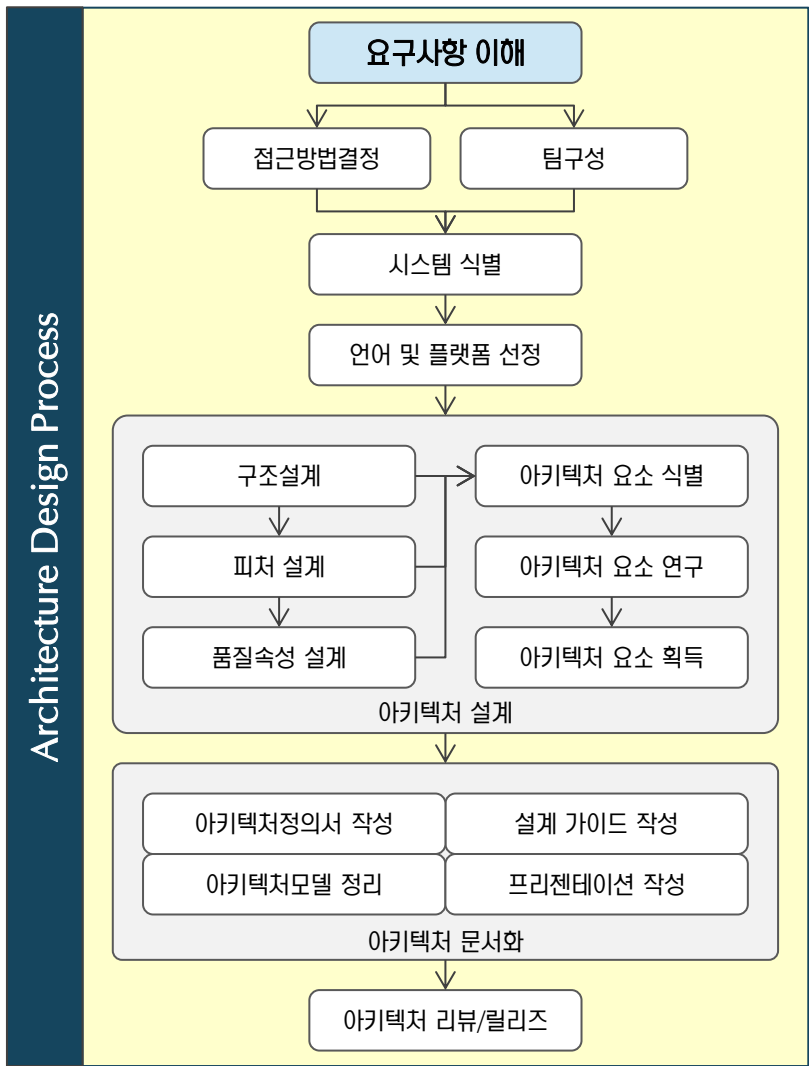 Architecture Design Process
요구사항 이해
접근방법결정
팀구성
시스템 식별
언어 및 플랫폼 선정
구조설계
아키텍처 요소 식별
피처 설계
아키텍처 요소 연구
품질속성 설계
아키텍처 요소 획득
아키텍처 설계
아키텍처정의서 작성
설계 가이드 작성
아키텍처모델 정리
프리젠테이션 작성
아키텍처 문서화
아키텍처 리뷰/릴리즈